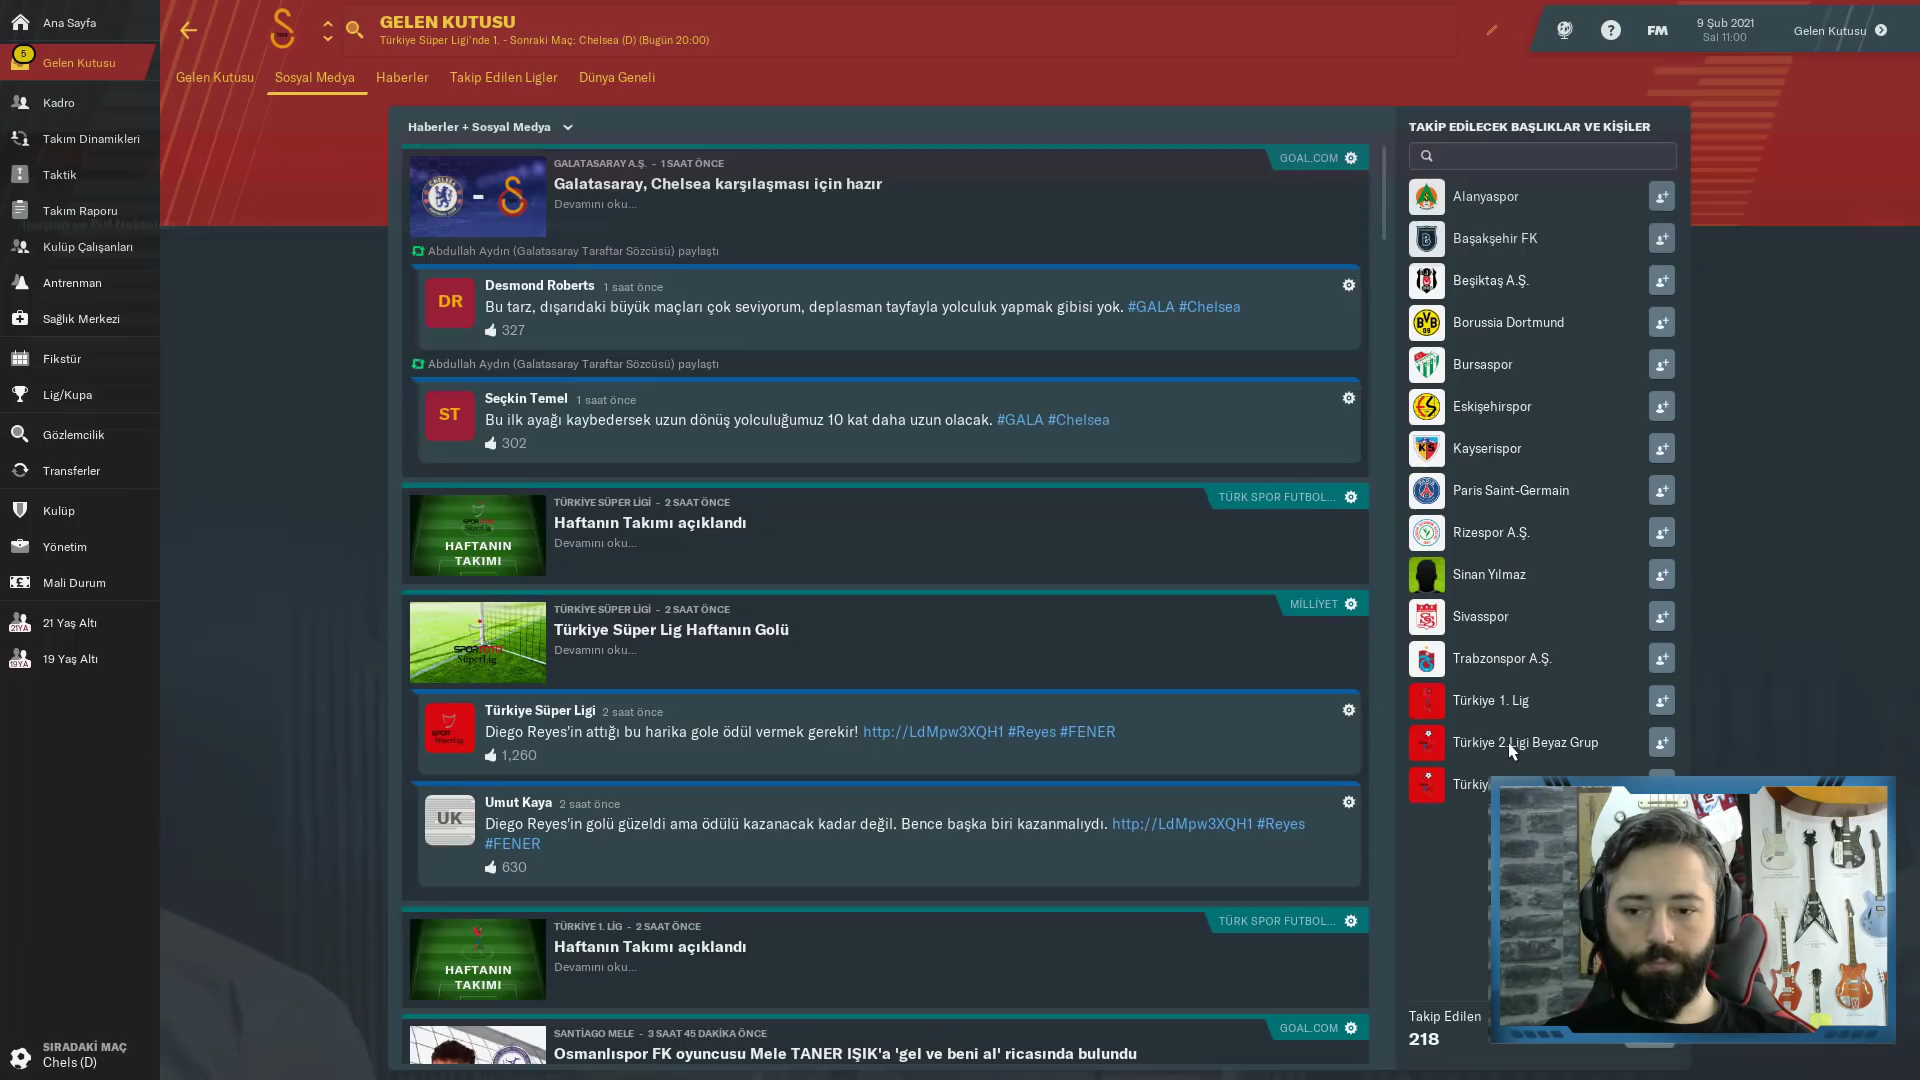 Ana Sayfa
5
Gelen Kutusu
Kadro
Takım Dinamikleri
Taktik
Takım Raporu
Kulüp Çalışanları
Antrenman
Sağlık Merkezi
Fikstür
Lig/Kupa
Gözlemcilik
Transferler
Kulüp
Yönetim
Mali Durum
21YA
21 Yaş Altı
19YA
19 Yaş Altı
SIRADAKİ MAÇ
Chels (D)
GELEN KUTUSU
Türkiye Süper Ligi'nde 1. - Sonraki Maç: Chelsea (D) (Bugün 20:00)
?
FM
9 Şub 2021
Sal 11:00
Gelen Kutusu
Gelen Kutusu
Sosyal Medya
Haberler
Takip Edilen Ligler
Dünya Geneli
Haberler + Sosyal Medya
GALATASARAY A.Ş. - 1 SAAT ÖNCE
GOAL.COM
Galatasaray, Chelsea karşılaşması için hazır
Devamını oku...
Abdullah Aydın (Galatasaray Taraftar Sözcüsü) paylaştı
DR
Desmond Roberts 1 saat önce
Bu tarz, dışarıdaki büyük maçları çok seviyorum, deplasman tayfayla yolculuk yapmak gibisi yok. #GALA #Chelsea
327
Abdullah Aydın (Galatasaray Taraftar Sözcüsü) paylaştı
ST
Seçkin Temel 1 saat önce
Bu ilk ayağı kaybedersek uzun dönüş yolculuğumuz 10 kat daha uzun olacak. #GALA #Chelsea
302
TÜRKİYE SÜPER LİGİ - 2 SAAT ÖNCE
TÜRK SPOR FUTBOL...
Haftanın Takımı açıklandı
Devamını oku...
HAFTANIN
TAKIMI
TÜRKİYE SÜPER LİGİ - 2 SAAT ÖNCE
MİLLİYET
Türkiye Süper Lig Haftanın Golü
Devamını oku...
Türkiye Süper Ligi 2 saat önce
Diego Reyes'in attığı bu harika gole ödül vermek gerekir! http://LdMpw3XQH1 #Reyes #FENER
1,260
UK
Umut Kaya 2 saat önce
Diego Reyes'in golü güzeldi ama ödülü kazanacak kadar değil. Bence başka biri kazanmalıydı. http://LdMpw3XQH1 #Reyes
#FENER
630
TÜRKİYE 1. LİG - 2 SAAT ÖNCE
TÜRK SPOR FUTBOL...
Haftanın Takımı açıklandı
Devamını oku...
HAFTANIN
TAKIMI
SANTİAGO MELE - 3 SAAT 45 DAKİKA ÖNCE
GOAL.COM
Osmanlıspor FK oyuncusu Mele TANER IŞIK'a 'gel ve beni al' ricasında bulundu
TAKİP EDİLECEK BAŞLIKLAR VE KİŞİLER
Alanyaspor
Başakşehir FK
Beşiktaş A.Ş.
Borussia Dortmund
Bursaspor
Eskişehirspor
Kayserispor
Paris Saint-Germain
Rizespor A.Ş.
Sinan Yılmaz
Sivasspor
Trabzonspor A.Ş.
Türkiye 1. Lig
Türkiye 2.Ligi Beyaz Grup
Türkiy
Takip Edilen
218